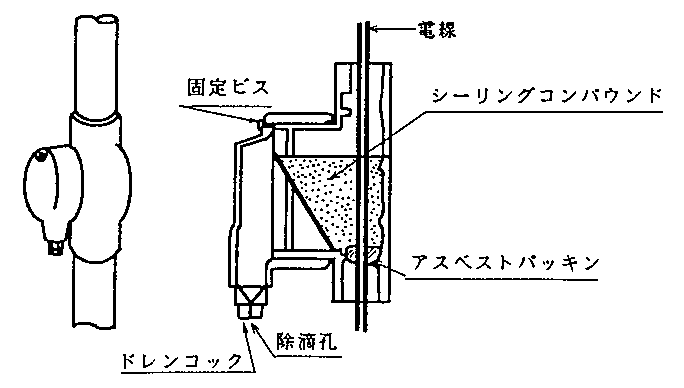 電線
固定ビス
シーリングコンパウンド
アスベストパッキン
除滴孔
ドレンコック